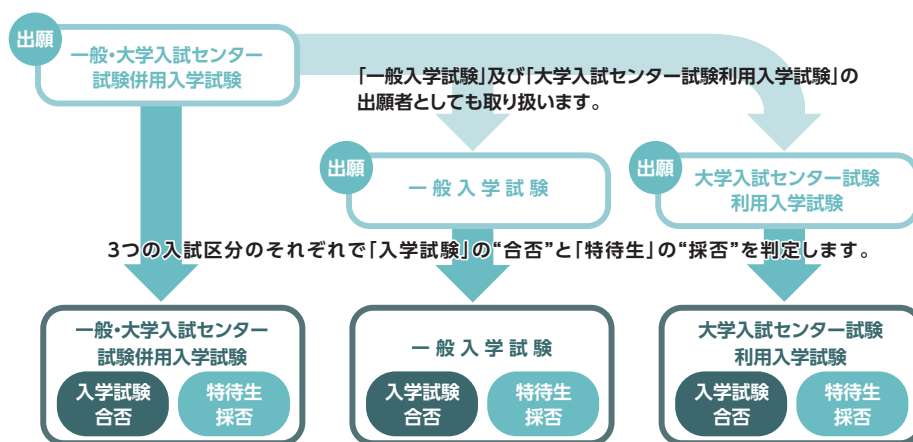 出願
一般・大学入試センター
試験併用入学試験
「一般入学試験」及び「大学入試センター試験利用入学試験」の
出願者としても取り扱います。
出願
一般入学試験
出願
大学入試センター試験
利用入学試験
3つの入試区分のそれぞれで「入学試験」の“合否”と「特待生」の“採否”を判定します。
一般・大学入試センター
試験併用入学試験
入学試験
合否
特待生
採否
一般入学試験
入学試験
合否
特待生
採否
大学入試センター試験
利用入学試験
入学試験
合否
特待生
採否